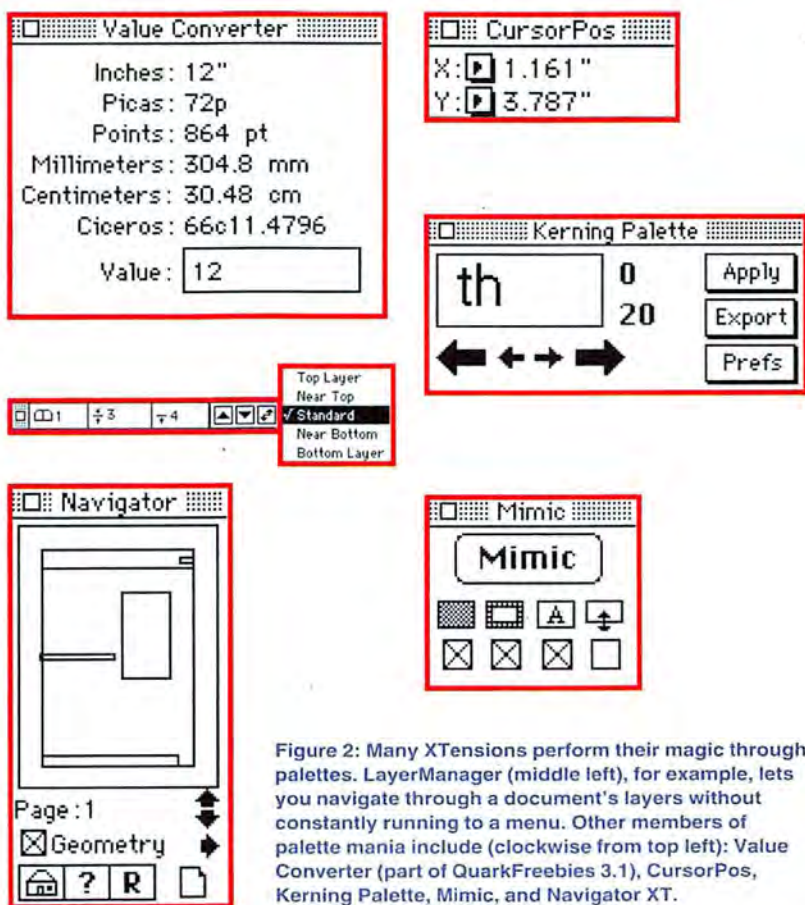 Value Converter
Inches: 12"
Picas: 72p
Points: 864 pt
Millimeters: 304.8 mm
Centimeters: 30.48 cm
Ciceros: 66c11.4796
Value: 12
CursorPos
X: 1.161"
Y: 3.787"
Kerning Palette
th
0
20
Apply
Export
Prefs
1
3
4
Top Layer
Near Top
✓ Standard
Near Bottom
Bottom Layer
Navigator
Page:1
Geometry
?
R
Mimic
Mimic
A
Figure 2: Many XTensions perform their magic through
palettes. LayerManager (middle left), for example, lets
you navigate through a document's layers without
constantly running to a menu. Other members of
palette mania include (clockwise from top left): Value
Converter (part of QuarkFreebies 3.1), CursorPos,
Kerning Palette, Mimic, and Navigator XT.